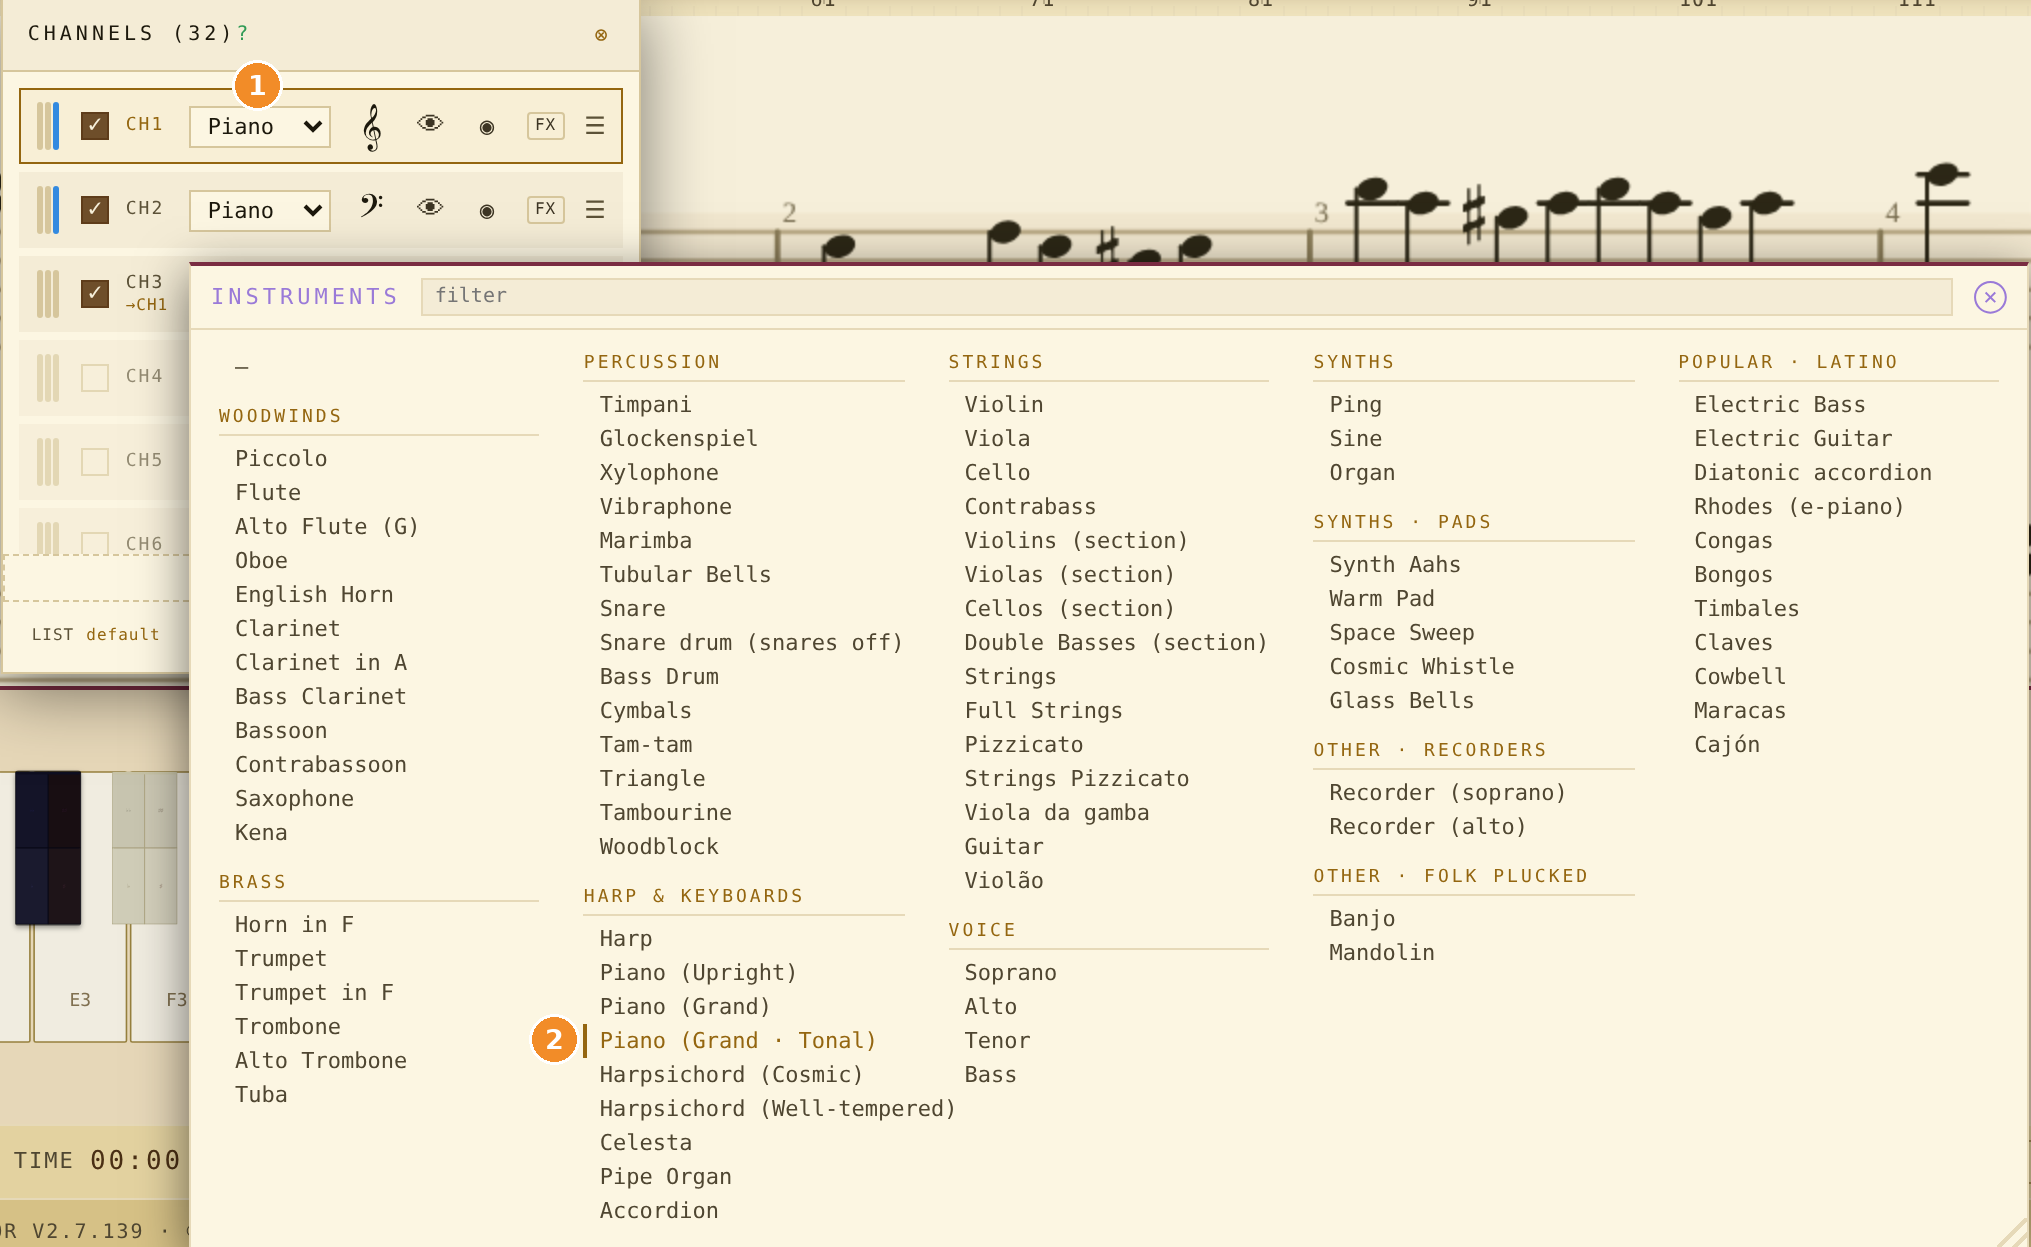 61 71 81 91 101 111
CHANNELS (32)? ⊗
1
✓ CH1 Piano FX ☰
✓ CH2 Piano FX ☰
✓ CH3
→CH1
CH4
CH5
CH6
LIST default
2 3 4
INSTRUMENTS filter
—
WOODWINDS
Piccolo
Flute
Alto Flute (G)
Oboe
English Horn
Clarinet
Clarinet in A
Bass Clarinet
Bassoon
Contrabassoon
Saxophone
Kena
BRASS
Horn in F
Trumpet
Trumpet in F
Trombone
Alto Trombone
Tuba
PERCUSSION
Timpani
Glockenspiel
Xylophone
Vibraphone
Marimba
Tubular Bells
Snare
Snare drum (snares off)
Bass Drum
Cymbals
Tam-tam
Triangle
Tambourine
Woodblock
HARP & KEYBOARDS
Harp
Piano (Upright)
Piano (Grand)
2 Piano (Grand · Tonal)
Harpsichord (Cosmic)
Harpsichord (Well-tempered)
Celesta
Pipe Organ
Accordion
STRINGS
Violin
Viola
Cello
Contrabass
Violins (section)
Violas (section)
Cellos (section)
Double Basses (section)
Strings
Full Strings
Pizzicato
Strings Pizzicato
Viola da gamba
Guitar
Violão
VOICE
Soprano
Alto
Tenor
Bass
SYNTHS
Ping
Sine
Organ
SYNTHS · PADS
Synth Aahs
Warm Pad
Space Sweep
Cosmic Whistle
Glass Bells
OTHER · RECORDERS
Recorder (soprano)
Recorder (alto)
OTHER · FOLK PLUCKED
Banjo
Mandolin
POPULAR · LATINO
Electric Bass
Electric Guitar
Diatonic accordion
Rhodes (e-piano)
Congas
Bongos
Timbales
Claves
Cowbell
Maracas
Cajón
E3 F3
TIME 00:00
V2.7.139 ·